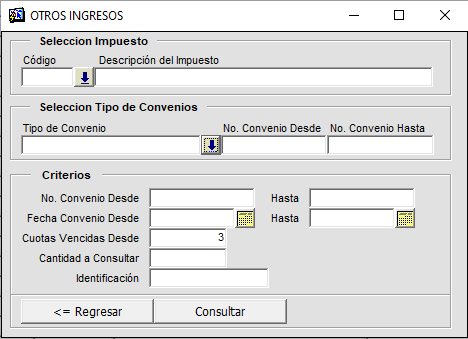 OTROS INGRESOS
Seleccion Impuesto
Código Descripción del Impuesto
Seleccion Tipo de Convenios
Tipo de Convenio No. Convenio Desde No. Convenio Hasta
Criterios
No. Convenio Desde Hasta
Fecha Convenio Desde Hasta
Cuotas Vencidas Desde 3
Cantidad a Consultar
Identificación
<= Regresar Consultar